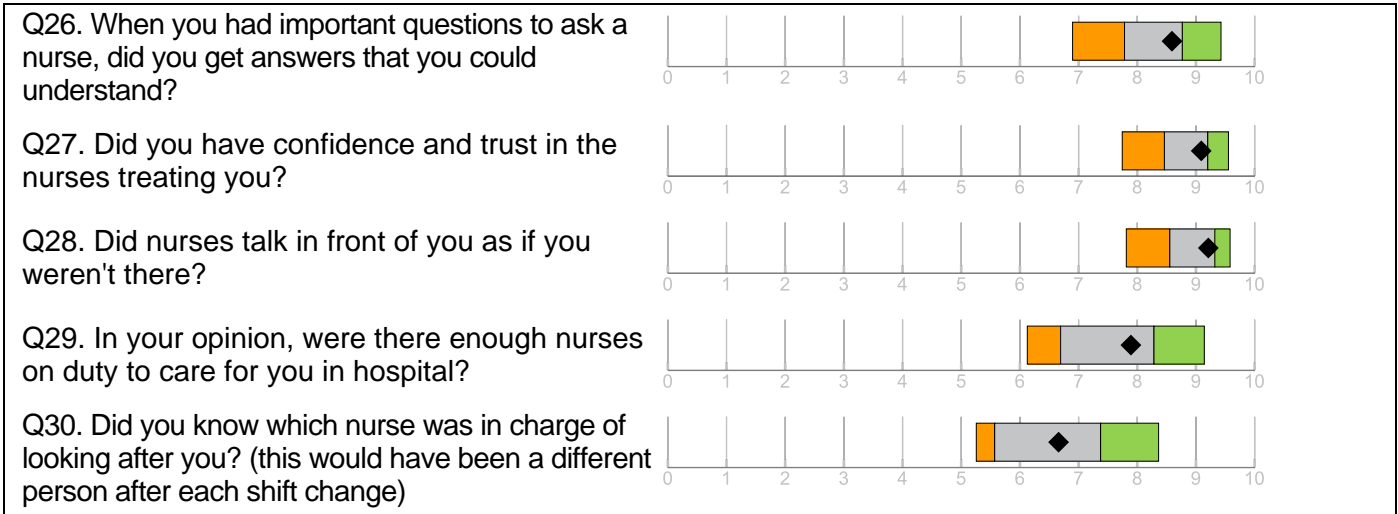 Q26. When you had important questions to ask a
nurse, did you get answers that you could
understand?
0 1 2 3 4 5 6 7 8 9 10
Q27. Did you have confidence and trust in the
nurses treating you?
0 1 2 3 4 5 6 7 8 9 10
Q28. Did nurses talk in front of you as if you
weren't there?
0 1 2 3 4 5 6 7 8 9 10
Q29. In your opinion, were there enough nurses
on duty to care for you in hospital?
0 1 2 3 4 5 6 7 8 9 10
Q30. Did you know which nurse was in charge of
looking after you? (this would have been a different
person after each shift change)
0 1 2 3 4 5 6 7 8 9 10